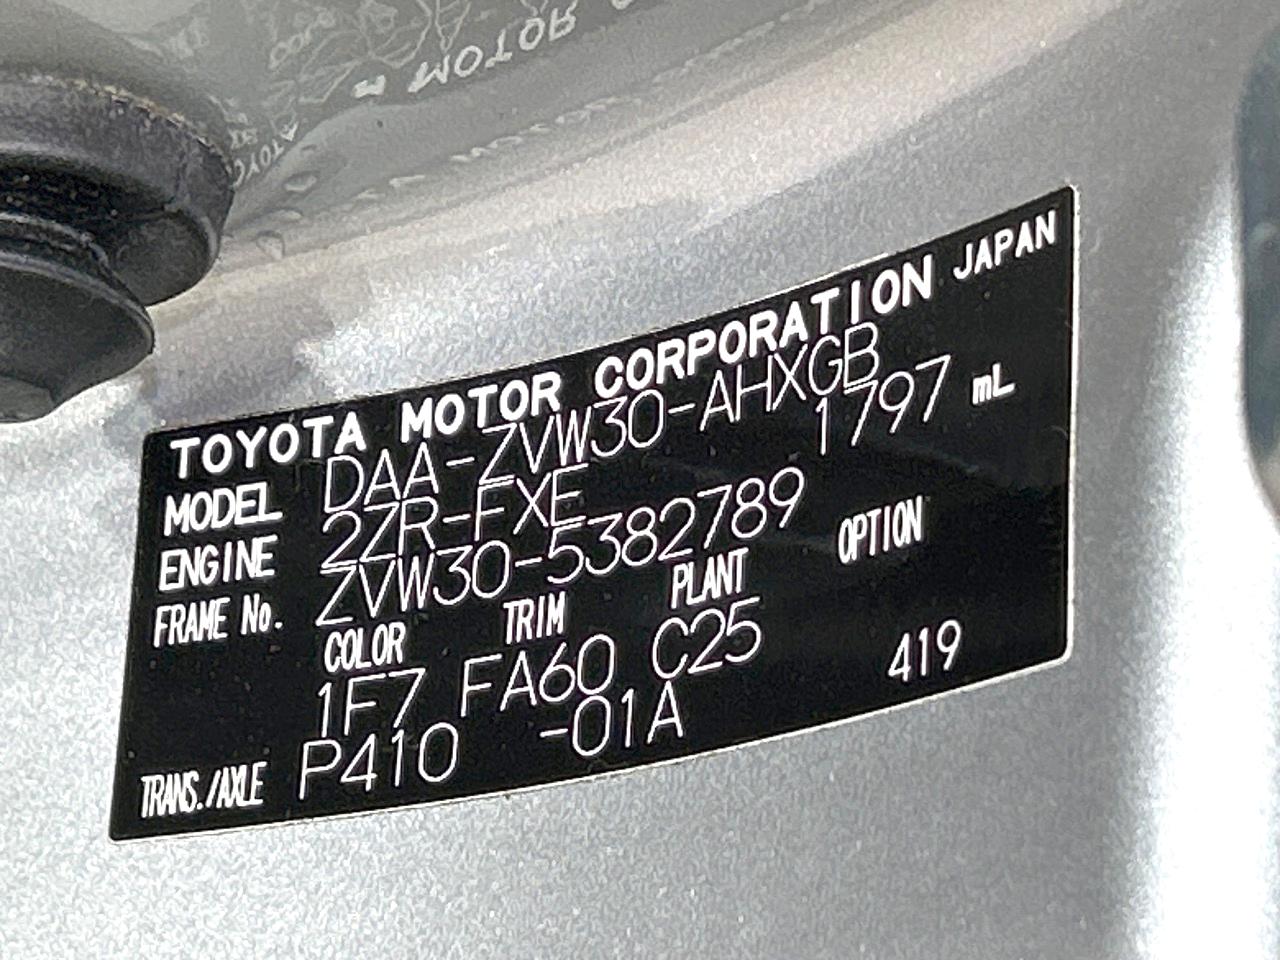 TOYOTA MOTOR CORPORATION JAPAN
MODEL DAA-ZVW30-AHXGB
ENGINE 2ZR-FXE 1797 mL
FRAME No. ZVW30-5382789
COLOR TRIM PLANT OPTION
1F7 FA60 C25
TRANS./AXLE P410 -01A 419